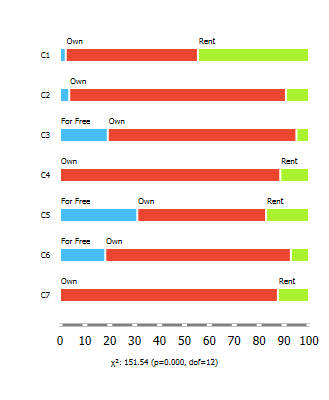 Own Rent
C1
Own
C2
For Free Own
C3
Own Rent
C4
For Free Own Rent
C5
For Free Own
C6
Own Rent
C7
0 10 20 30 40 50 60 70 80 90 100
χ²: 151.54 (p=0.000, dof=12)